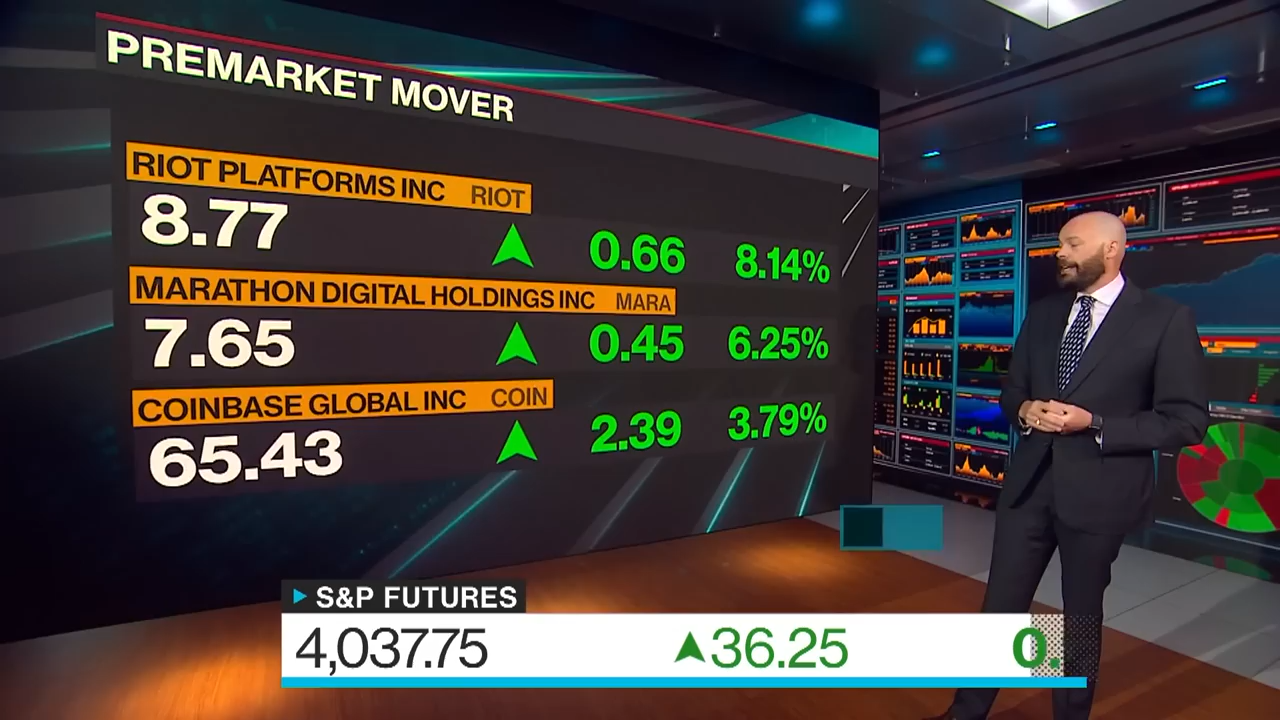 PREMARKET MOVER
RIOT PLATFORMS INC RIOT
8.77 ▲ 0.66 8.14%
MARATHON DIGITAL HOLDINGS INC MARA
7.65 ▲ 0.45 6.25%
COINBASE GLOBAL INC COIN
65.43 ▲ 2.39 3.79%
S&P FUTURES
4,037.75 ▲36.25 0.